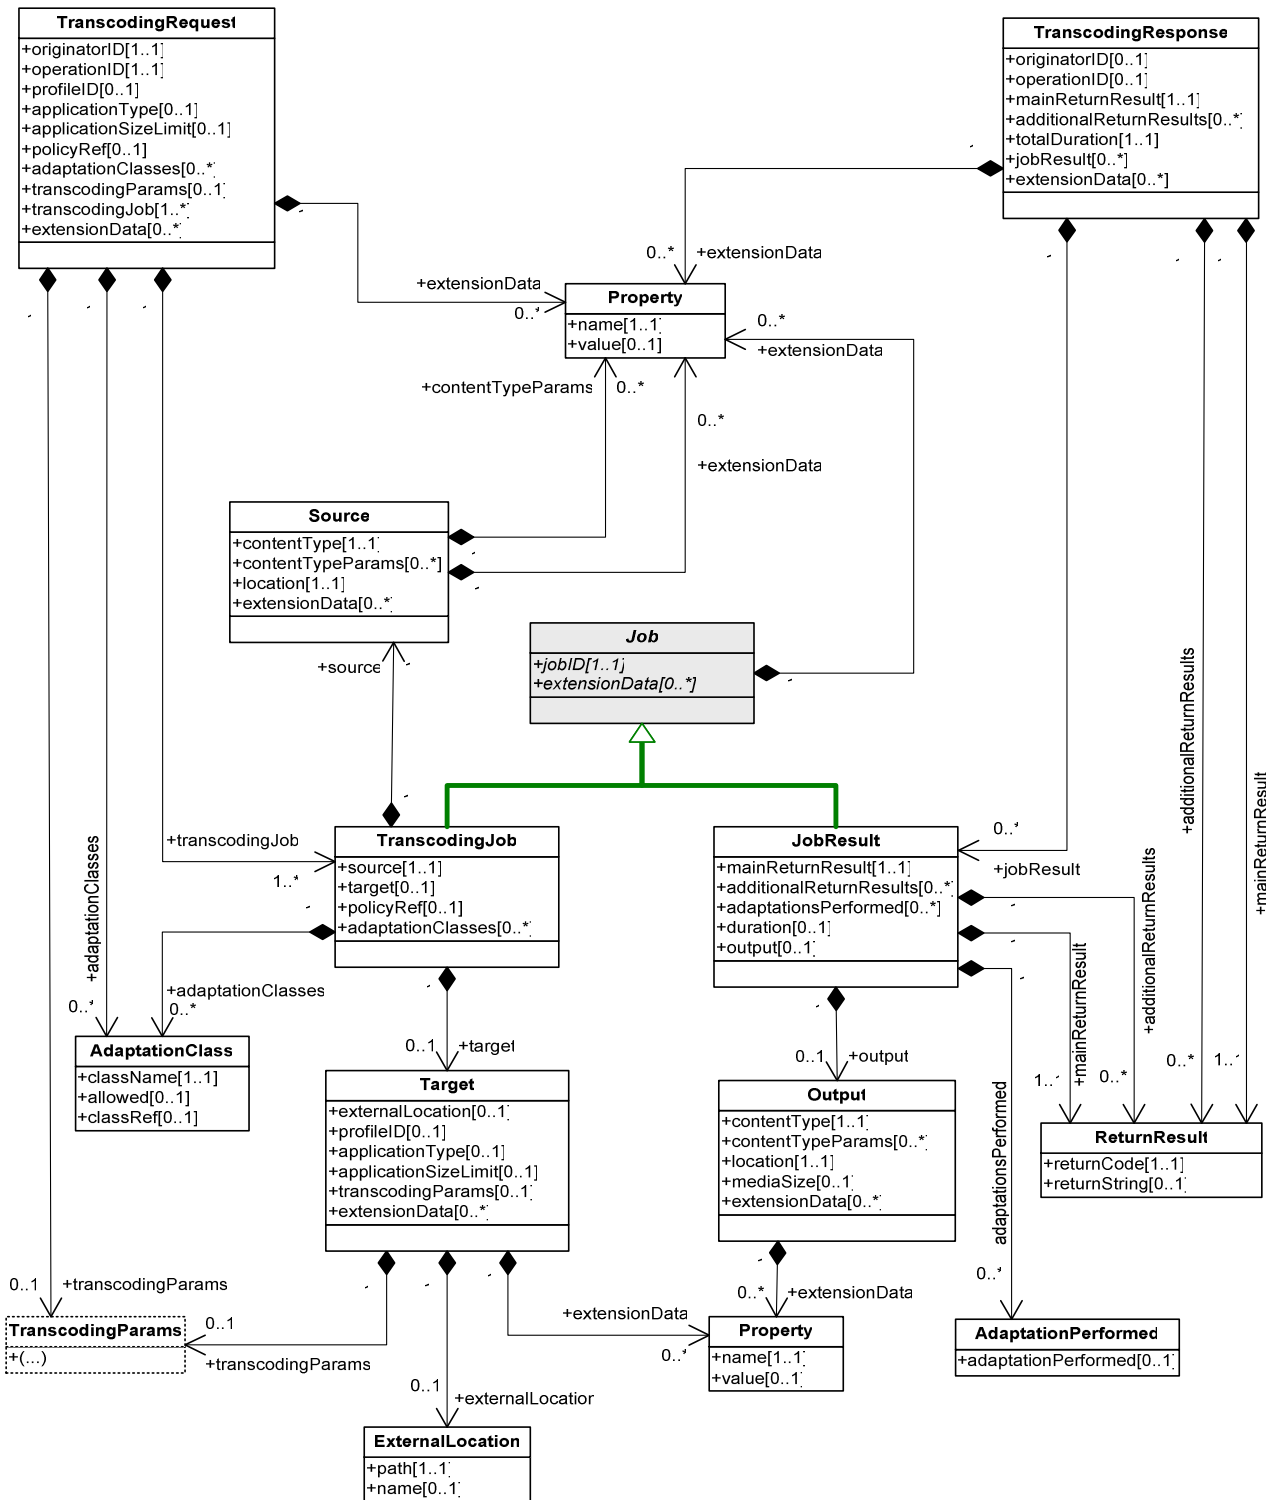 TranscodingRequest
+originatorID[1..1]
+operationID[1..1]
+profileID[0..1]
+applicationType[0..1]
+applicationSizeLimit[0..1]
+policyRef[0..1]
+adaptationClasses[0..*]
+transcodingParams[0..1]
+transcodingJob[1..*]
+extensionData[0..*]
TranscodingResponse
+originatorID[0..1]
+operationID[0..1]
+mainReturnResult[1..1]
+additionalReturnResults[0..*]
+totalDuration[1..1]
+jobResult[0..*]
+extensionData[0..*]
0..*
+extensionData
+extensionData
0..*
Property
+name[1..1]
+value[0..1]
0..*
+extensionData
+contentTypeParams
0..*
0..*
+extensionData
Source
+contentType[1..1]
+contentTypeParams[0..*]
+location[1..1]
+extensionData[0..*]
+source
Job
+jobID[1..1]
+extensionData[0..*]
+additionalReturnResults
+mainReturnResult
+transcodingJob
1..*
+adaptationClasses
TranscodingJob
+source[1..1]
+target[0..1]
+policyRef[0..1]
+adaptationClasses[0..*]
JobResult
+mainReturnResult[1..1]
+additionalReturnResults[0..*]
+adaptationsPerformed[0..*]
+duration[0..1]
+output[0..1]
0..*
+jobResult
+additionalReturnResults
+mainReturnResult
+adaptationClasses
0..*
0..*
AdaptationClass
+className[1..1]
+allowed[0..1]
+classRef[0..1]
0..1
+target
Target
+externalLocation[0..1]
+profileID[0..1]
+applicationType[0..1]
+applicationSizeLimit[0..1]
+transcodingParams[0..1]
+extensionData[0..*]
0..1
+output
Output
+contentType[1..1]
+contentTypeParams[0..*]
+location[1..1]
+mediaSize[0..1]
+extensionData[0..*]
adaptationsPerformed
0..*
0..*
0..*
ReturnResult
+returnCode[1..1]
+returnString[0..1]
0..1
+transcodingParams
TranscodingParams
+(...)
0..1
+transcodingParams
0..1
+externalLocation
ExternalLocation
+path[1..1]
+name[0..1]
+extensionData
0..*
0..*
+extensionData
Property
+name[1..1]
+value[0..1]
AdaptationPerformed
+adaptationPerformed[0..1]